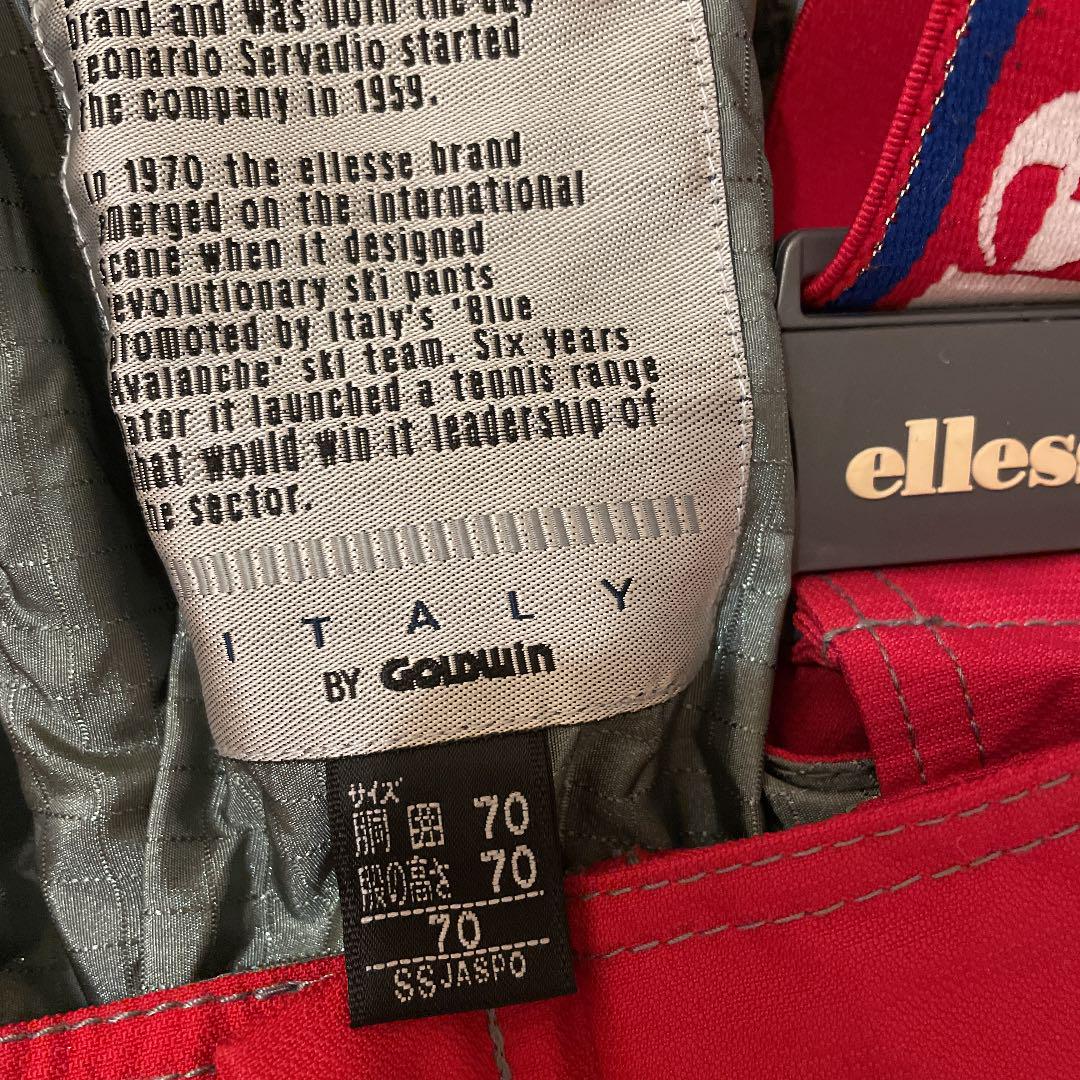 brand and was born the day
Leonardo Servadio started
the company in 1959.
In 1970 the ellesse brand
emerged on the international
scene when it designed
revolutionary ski pants
promoted by Italy's 'Blue
Avalanche' ski team. Six years
later it launched a tennis range
that would win it leadership of
the sector.
ITALY
BY GOLDWIN
elless
サイズ
胴囲 70
股の高さ 70
70
SS JASPO